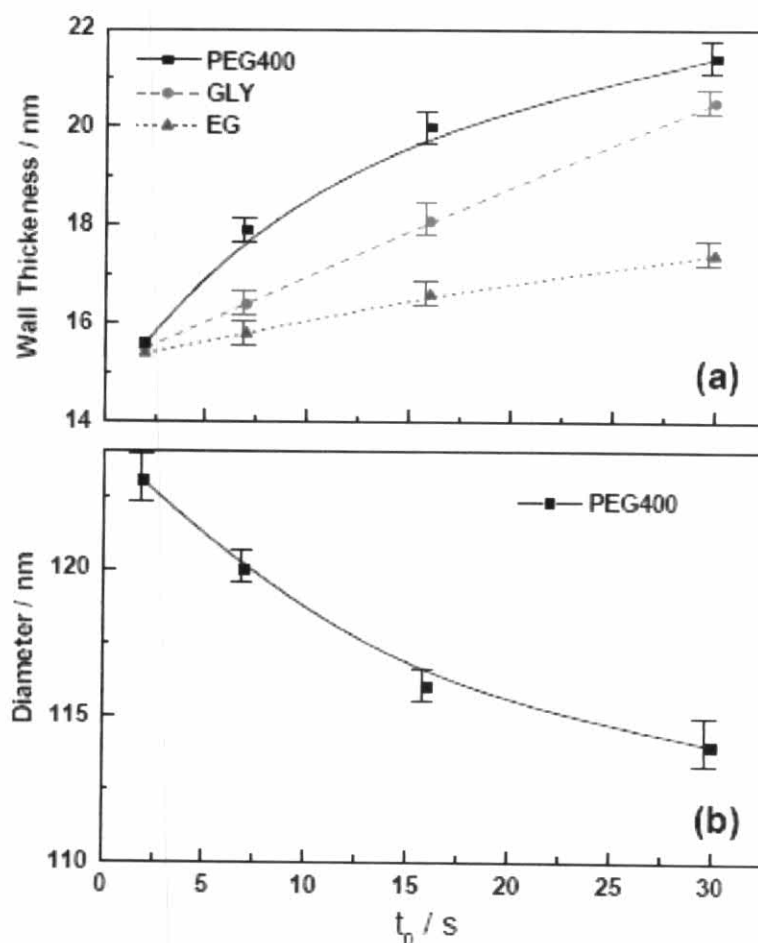 22
20
18
16
14
Wall Thickeness / nm
PEG400
GLY
EG
(a)
120
115
110
Diameter / nm
PEG400
(b)
0 5 10 15 20 25 30
tp / s